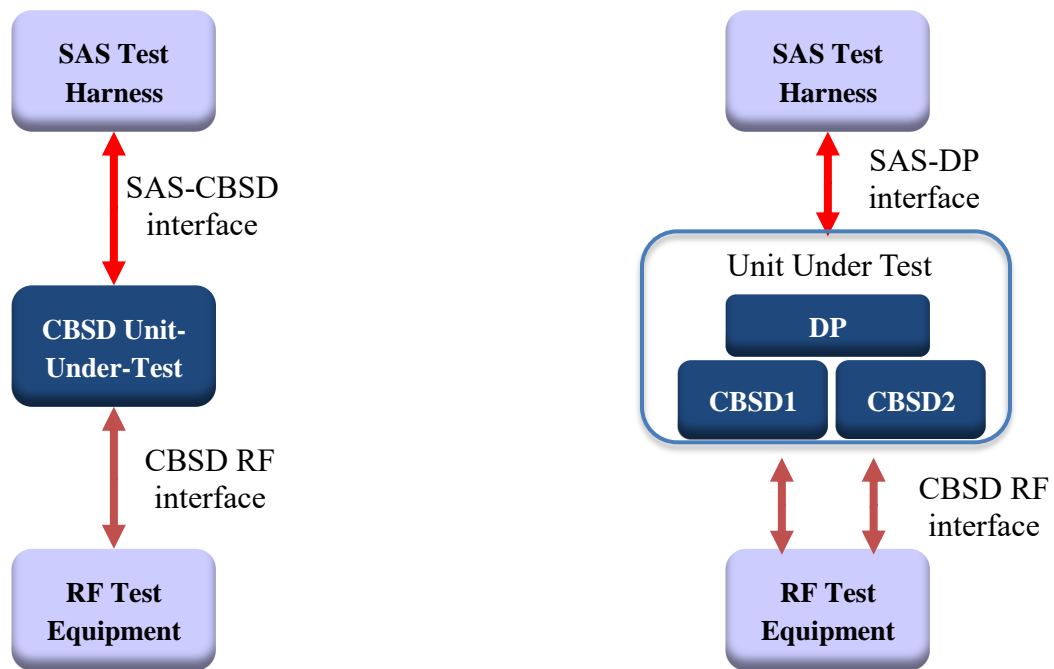 SAS Test
Harness
SAS-CBSD
interface
CBSD Unit-
Under-Test
CBSD RF
interface
RF Test
Equipment
SAS Test
Harness
SAS-DP
interface
Unit Under Test
DP
CBSD1
CBSD2
CBSD RF
interface
RF Test
Equipment